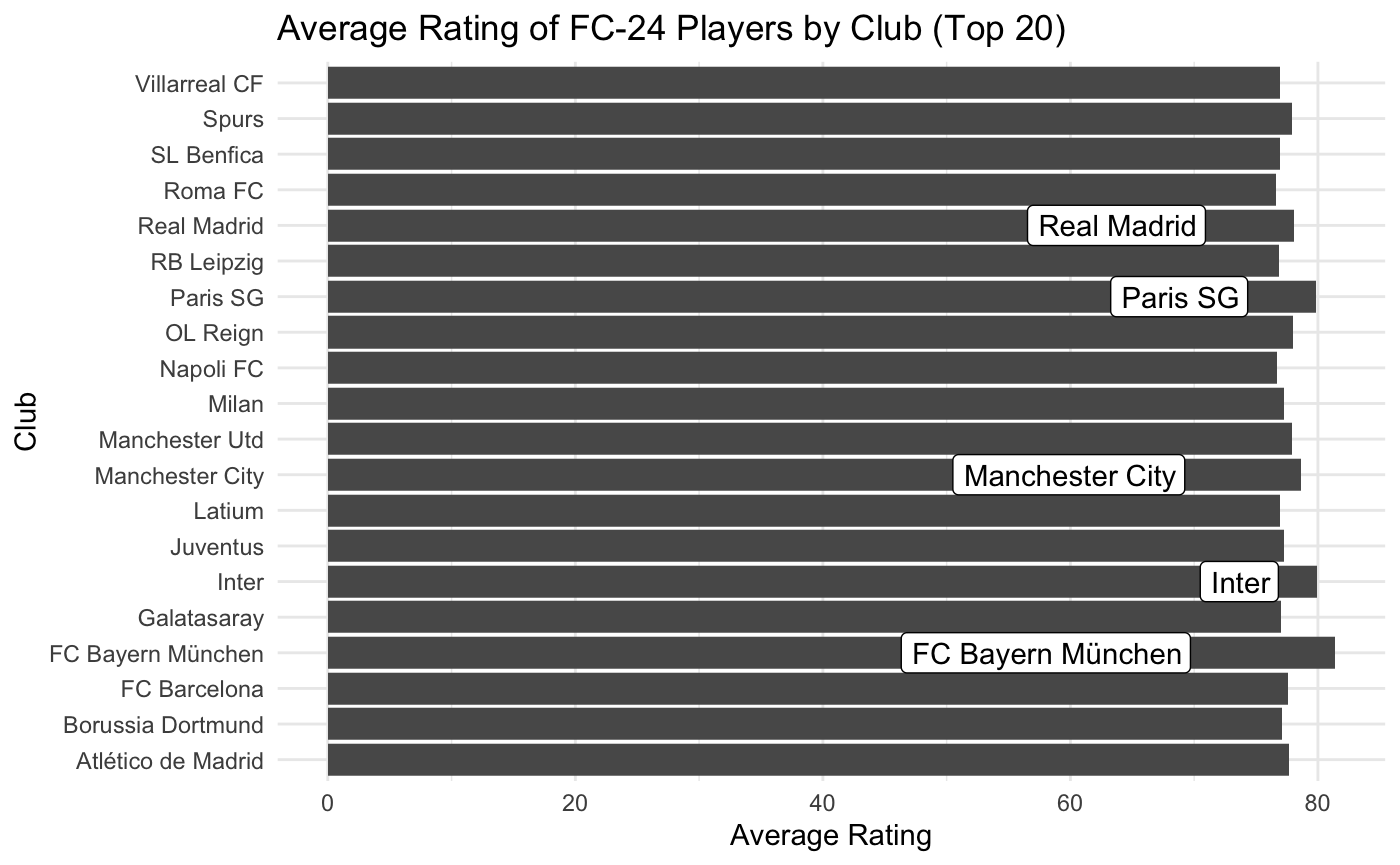 Average Rating of FC-24 Players by Club (Top 20)
Villarreal CF
Spurs
SL Benfica
Roma FC
Real Madrid
Real Madrid
RB Leipzig
Paris SG
Paris SG
OL Reign
Napoli FC
Milan
Manchester Utd
Manchester City
Manchester City
Latium
Juventus
Inter
Inter
Galatasaray
FC Bayern München
FC Bayern München
FC Barcelona
Borussia Dortmund
Atlético de Madrid
Club
0 20 40 60 80
Average Rating